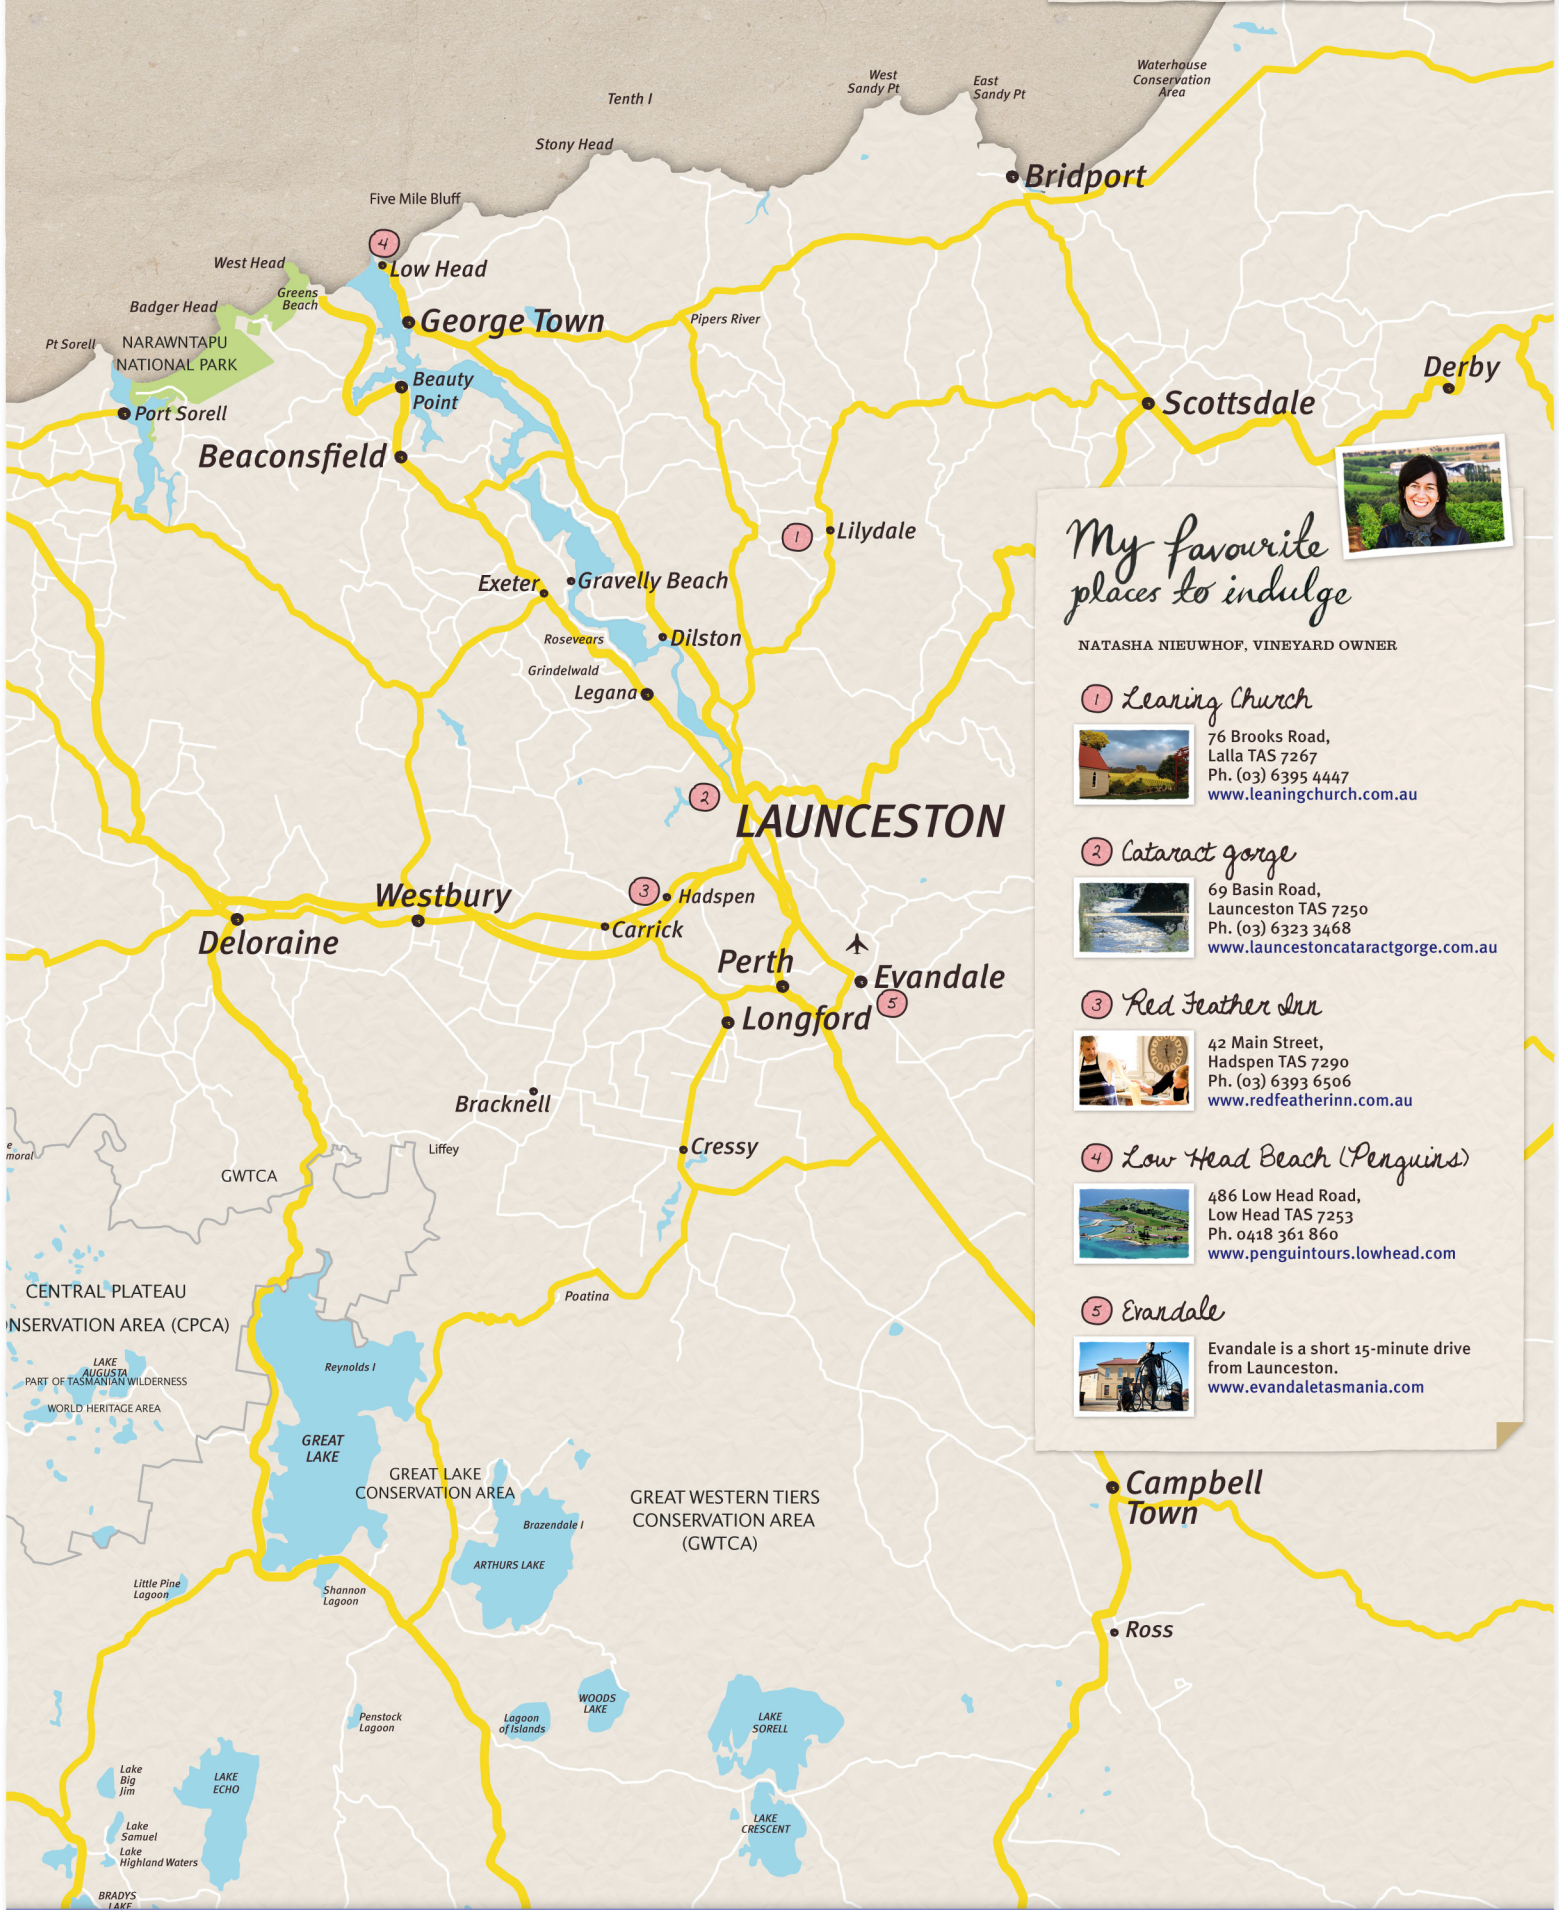 Waterhouse
Conservation
Area
West
Sandy Pt
East
Sandy Pt
Tenth I
Stony Head
Bridport
Five Mile Bluff
4
Low Head
West Head
Greens
Beach
Badger Head
George Town
Pipers River
NARAWNTAPU
NATIONAL PARK
Pt Sorell
Derby
Beauty
Point
Port Sorell
Scottsdale
Beaconsfield
1
Lilydale
Exeter
Gravelly Beach
Rosevears
Dilston
Grindelwald
Legana
2
LAUNCESTON
Westbury
3
Hadspen
Carrick
Deloraine
Perth
Evandale
5
Longford
Bracknell
Cressy
Liffey
e
moral
GWTCA
CENTRAL PLATEAU
ONSERVATION AREA (CPCA)
Poatina
LAKE
AUGUSTA
PART OF TASMANIAN WILDERNESS
WORLD HERITAGE AREA
Reynolds I
GREAT
LAKE
GREAT LAKE
CONSERVATION AREA
GREAT WESTERN TIERS
CONSERVATION AREA
(GWTCA)
Brazendale I
ARTHURS LAKE
Campbell
Town
Little Pine
Lagoon
Shannon
Lagoon
Ross
WOODS
LAKE
Penstock
Lagoon
Lagoon
of Islands
LAKE
SORELL
Lake
Big
Jim
LAKE
ECHO
LAKE
CRESCENT
Lake
Samuel
Lake
Highland Waters
BRADYS
LAKE
My favourite
places to indulge
NATASHA NIEUWHOF, VINEYARD OWNER
1 Leaning Church
76 Brooks Road,
Lalla TAS 7267
Ph. (03) 6395 4447
www.leaningchurch.com.au
2 Cataract gorge
69 Basin Road,
Launceston TAS 7250
Ph. (03) 6323 3468
www.launcestoncataractgorge.com.au
3 Red Feather Inn
42 Main Street,
Hadspen TAS 7290
Ph. (03) 6393 6506
www.redfeatherinn.com.au
4 Low Head Beach (Penguins)
486 Low Head Road,
Low Head TAS 7253
Ph. 0418 361 860
www.penguintours.lowhead.com
5 Evandale
Evandale is a short 15-minute drive
from Launceston.
www.evandaletasmania.com